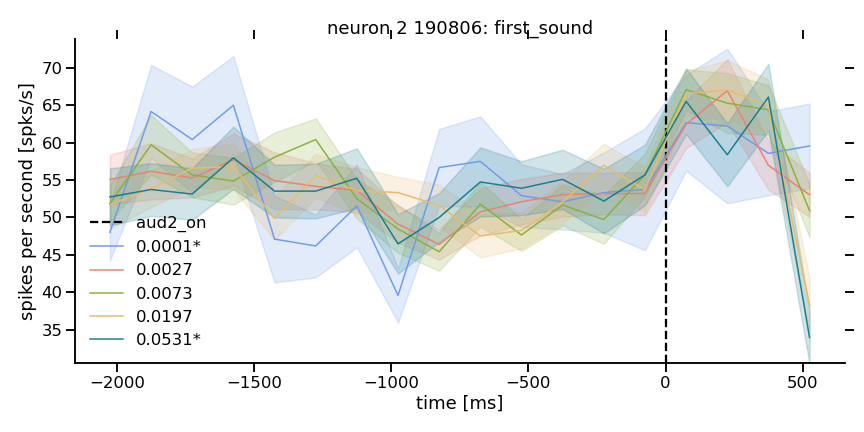 neuron 2 190806: first_sound
spikes per second [spks/s]
70
65
60
55
50
45
40
35
aud2_on
0.0001*
0.0027
0.0073
0.0197
0.0531*
−2000 −1500 −1000 −500 0 500
time [ms]